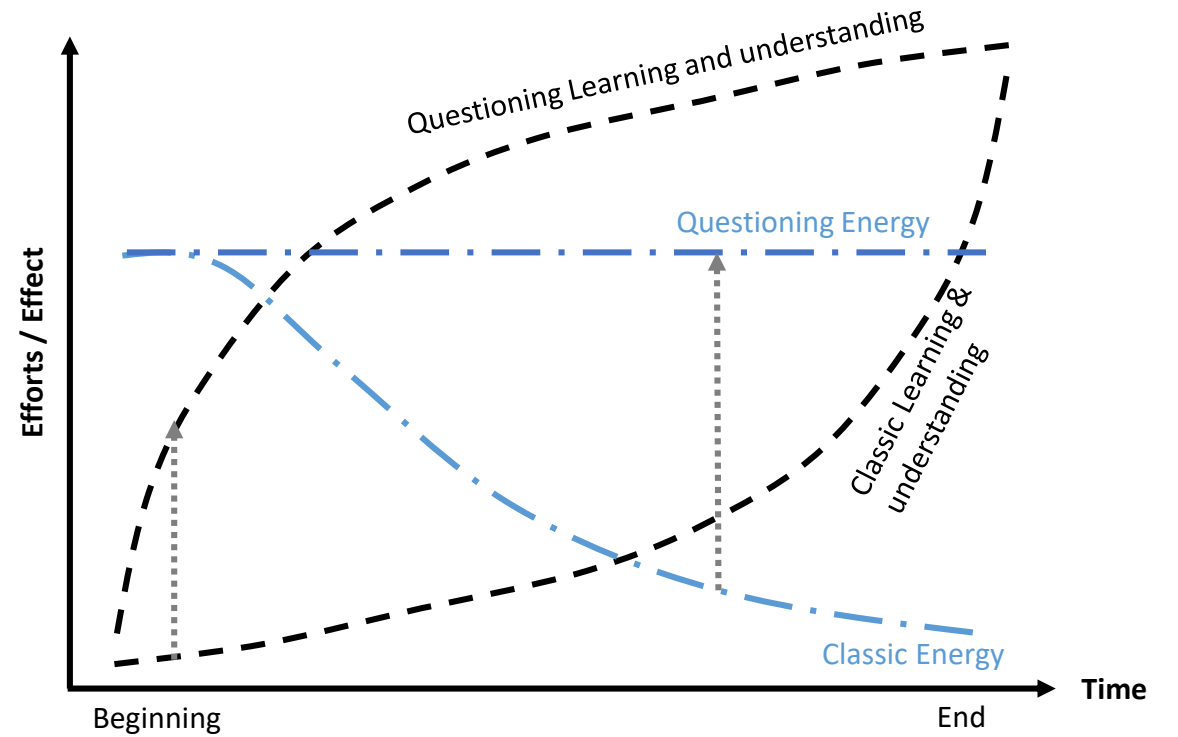 Questioning Learning and understanding
Questioning Energy
Efforts / Effect
Classic Learning &
understanding
Classic Energy
Time
Beginning
End